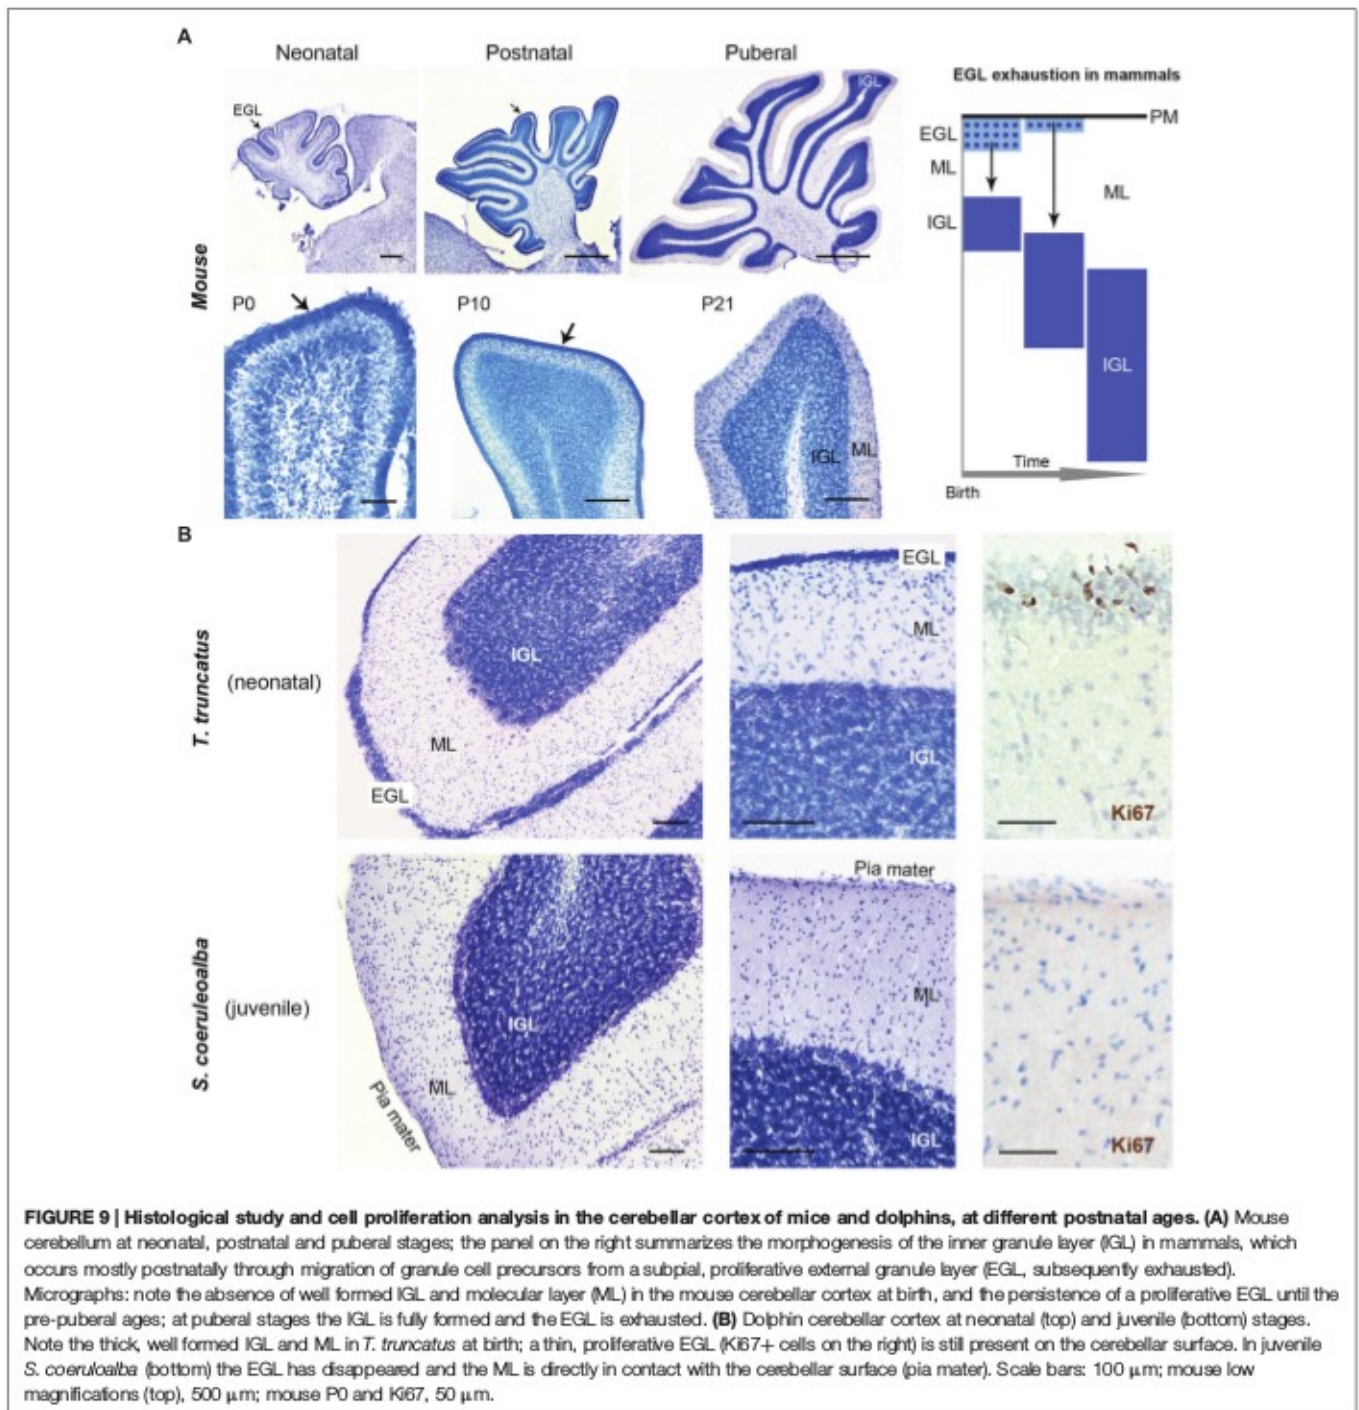 A
Neonatal
Postnatal
Puberal
EGL
IGL
Mouse
P0
P10
P21
IGL
ML
EGL exhaustion in mammals
PM
EGL
ML
ML
IGL
IGL
Time
Birth
B
T. truncatus
(neonatal)
IGL
ML
EGL
EGL
ML
IGL
Ki67
S. coeruleoalba
(juvenile)
IGL
ML
Pia mater
Pia mater
ML
IGL
Ki67
FIGURE 9 | Histological study and cell proliferation analysis in the cerebellar cortex of mice and dolphins, at different postnatal ages. (A) Mouse
cerebellum at neonatal, postnatal and puberal stages; the panel on the right summarizes the morphogenesis of the inner granule layer (IGL) in mammals, which
occurs mostly postnatally through migration of granule cell precursors from a subpial, proliferative external granule layer (EGL, subsequently exhausted).
Micrographs: note the absence of well formed IGL and molecular layer (ML) in the mouse cerebellar cortex at birth, and the persistence of a proliferative EGL until the
pre-puberal ages; at puberal stages the IGL is fully formed and the EGL is exhausted. (B) Dolphin cerebellar cortex at neonatal (top) and juvenile (bottom) stages.
Note the thick, well formed IGL and ML in T. truncatus at birth; a thin, proliferative EGL (Ki67+ cells on the right) is still present on the cerebellar surface. In juvenile
S. coeruloalba (bottom) the EGL has disappeared and the ML is directly in contact with the cerebellar surface (pia mater). Scale bars: 100 μm; mouse low
magnifications (top), 500 μm; mouse P0 and Ki67, 50 μm.